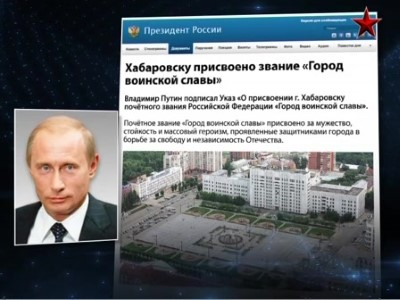 Президент России
Документы
Хабаровску присвоено звание «Город
воинской славы»
Владимир Путин подписал Указ «О присвоении г. Хабаровску
почётного звания Российской Федерации «Город воинской славы».
Почётное звание «Город воинской славы» присвоено за мужество,
стойкость и массовый героизм, проявленные защитниками города в
борьбе за свободу и независимость Отечества.